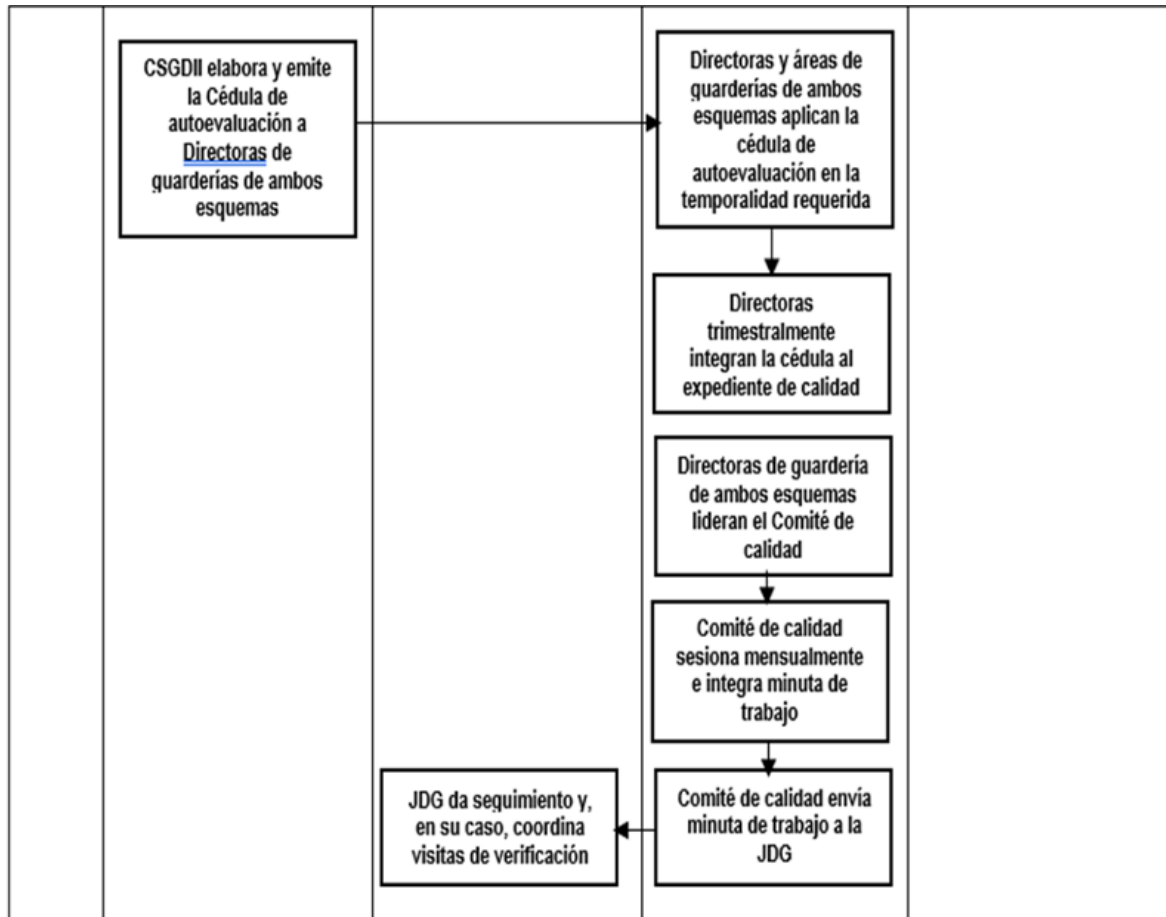 CSGDII elabora y emite
la Cédula de
autoevaluación a
Directoras de
guarderías de ambos
esquemas
Directoras y áreas de
guarderías de ambos
esquemas aplican la
cédula de
autoevaluación en la
temporalidad requerida
Directoras
trimestralmente
integran la cédula al
expediente de calidad
Directoras de guardería
de ambos esquemas
lideran el Comité de
calidad
Comité de calidad
sesiona mensualmente
e integra minuta de
trabajo
Comité de calidad envía
minuta de trabajo a la
JDG
JDG da seguimiento y,
en su caso, coordina
visitas de verificación